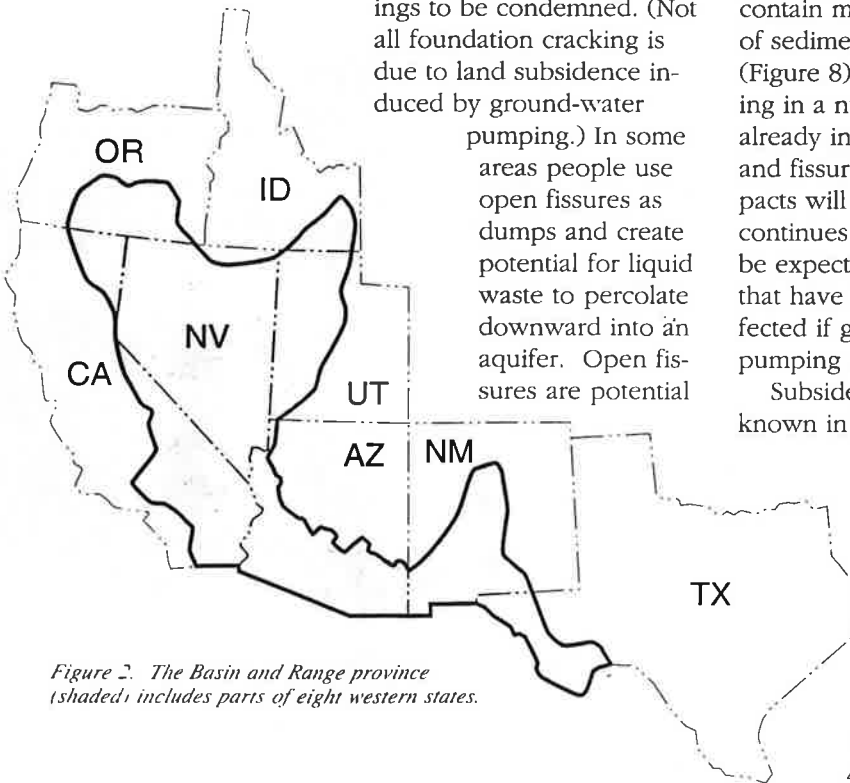 ings to be condemned. (Not
all foundation cracking is
due to land subsidence in-
duced by ground-water
pumping.) In some
areas people use
open fissures as
dumps and create
potential for liquid
waste to percolate
downward into an
aquifer. Open fis-
sures are potential
contain m
of sedime
(Figure 8)
ing in a n
already in
and fissur
pacts will
continues
be expect
that have
fected if g
pumping
Subside
known in
OR
ID
NV
CA
UT
AZ
NM
TX
Figure 2. The Basin and Range province
(shaded) includes parts of eight western states.